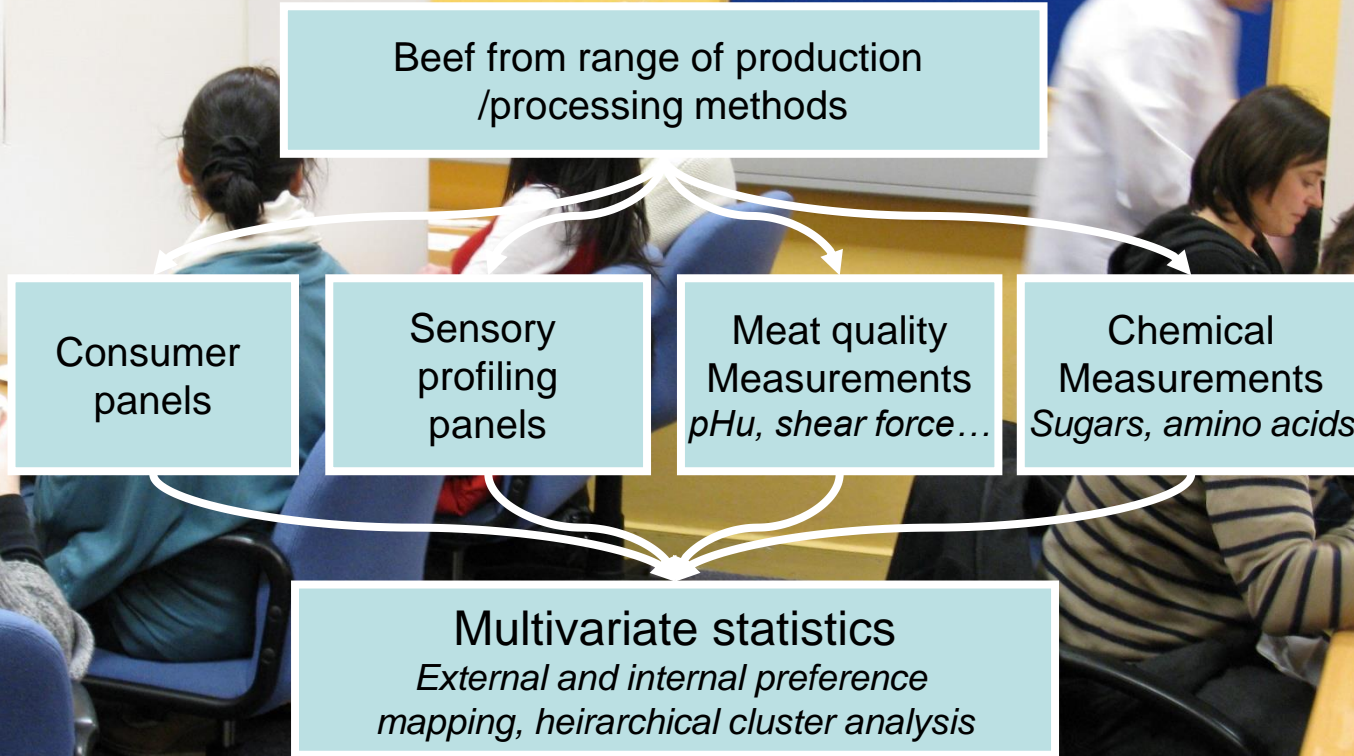 Beef from range of production
/processing methods
Consumer
panels
Sensory
profiling
panels
Meat quality
Measurements
pHu, shear force…
Chemical
Measurements
Sugars, amino acids
Multivariate statistics
External and internal preference
mapping, heirarchical cluster analysis